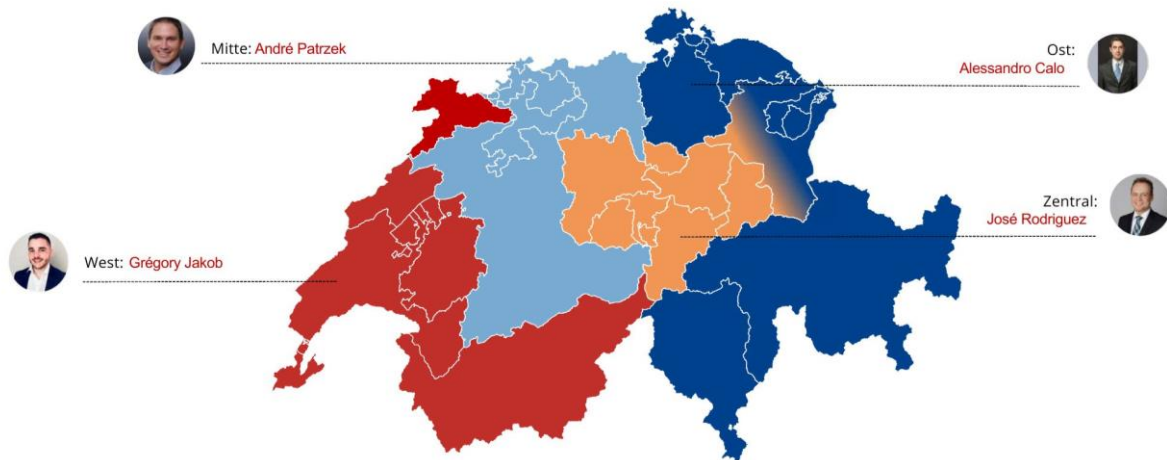 Mitte: André Patrzek
Ost:
Alessandro Calo
Zentral:
José Rodriguez
West: Grégory Jakob